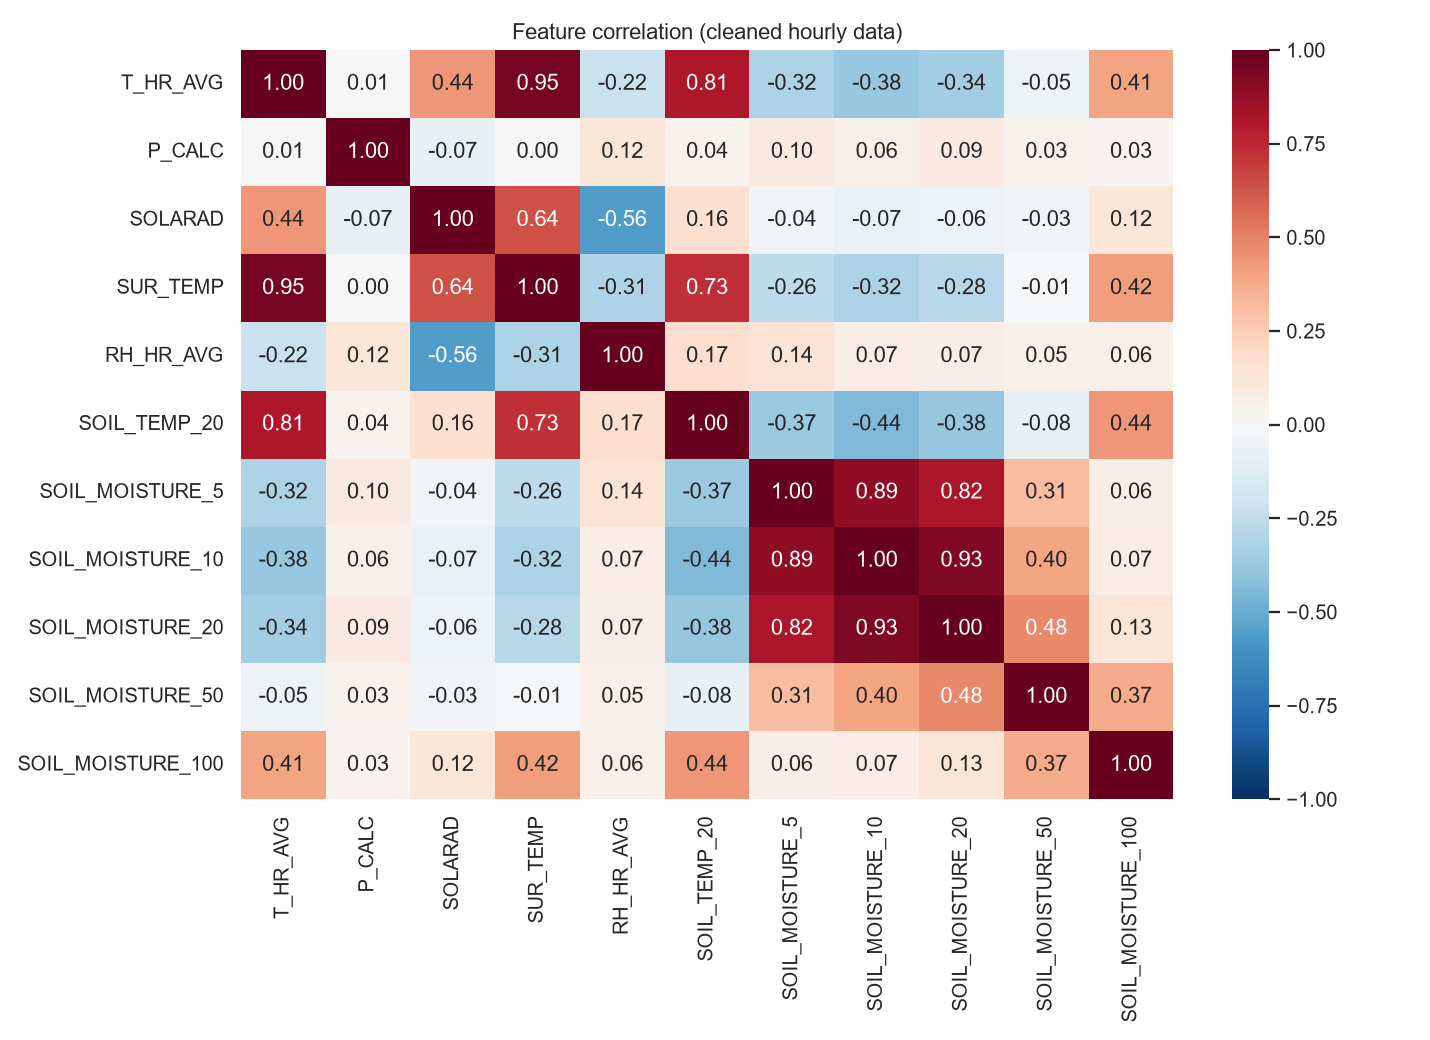 Feature correlation (cleaned hourly data)
T_HR_AVG 1.00 0.01 0.44 0.95 -0.22 0.81 -0.32 -0.38 -0.34 -0.05 0.41
P_CALC 0.01 1.00 -0.07 0.00 0.12 0.04 0.10 0.06 0.09 0.03 0.03
SOLARAD 0.44 -0.07 1.00 0.64 -0.56 0.16 -0.04 -0.07 -0.06 -0.03 0.12
SUR_TEMP 0.95 0.00 0.64 1.00 -0.31 0.73 -0.26 -0.32 -0.28 -0.01 0.42
RH_HR_AVG -0.22 0.12 -0.56 -0.31 1.00 0.17 0.14 0.07 0.07 0.05 0.06
SOIL_TEMP_20 0.81 0.04 0.16 0.73 0.17 1.00 -0.37 -0.44 -0.38 -0.08 0.44
SOIL_MOISTURE_5 -0.32 0.10 -0.04 -0.26 0.14 -0.37 1.00 0.89 0.82 0.31 0.06
SOIL_MOISTURE_10 -0.38 0.06 -0.07 -0.32 0.07 -0.44 0.89 1.00 0.93 0.40 0.07
SOIL_MOISTURE_20 -0.34 0.09 -0.06 -0.28 0.07 -0.38 0.82 0.93 1.00 0.48 0.13
SOIL_MOISTURE_50 -0.05 0.03 -0.03 -0.01 0.05 -0.08 0.31 0.40 0.48 1.00 0.37
SOIL_MOISTURE_100 0.41 0.03 0.12 0.42 0.06 0.44 0.06 0.07 0.13 0.37 1.00
T_HR_AVG
P_CALC
SOLARAD
SUR_TEMP
RH_HR_AVG
SOIL_TEMP_20
SOIL_MOISTURE_5
SOIL_MOISTURE_10
SOIL_MOISTURE_20
SOIL_MOISTURE_50
SOIL_MOISTURE_100
1.00
0.75
0.50
0.25
0.00
−0.25
−0.50
−0.75
−1.00